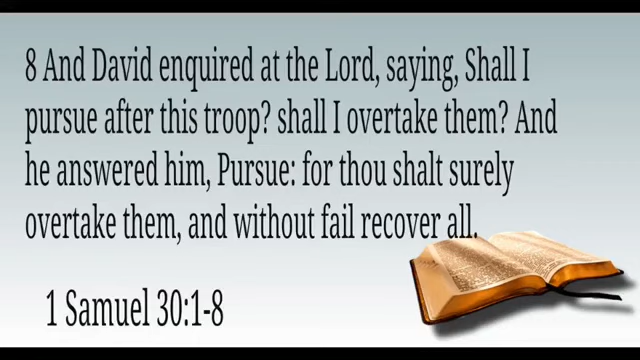 8 And David enquired at the Lord, saying, Shall I
pursue after this troop? shall I overtake them? And
he answered him, Pursue: for thou shalt surely
overtake them, and without fail recover all.
1 Samuel 30:1-8